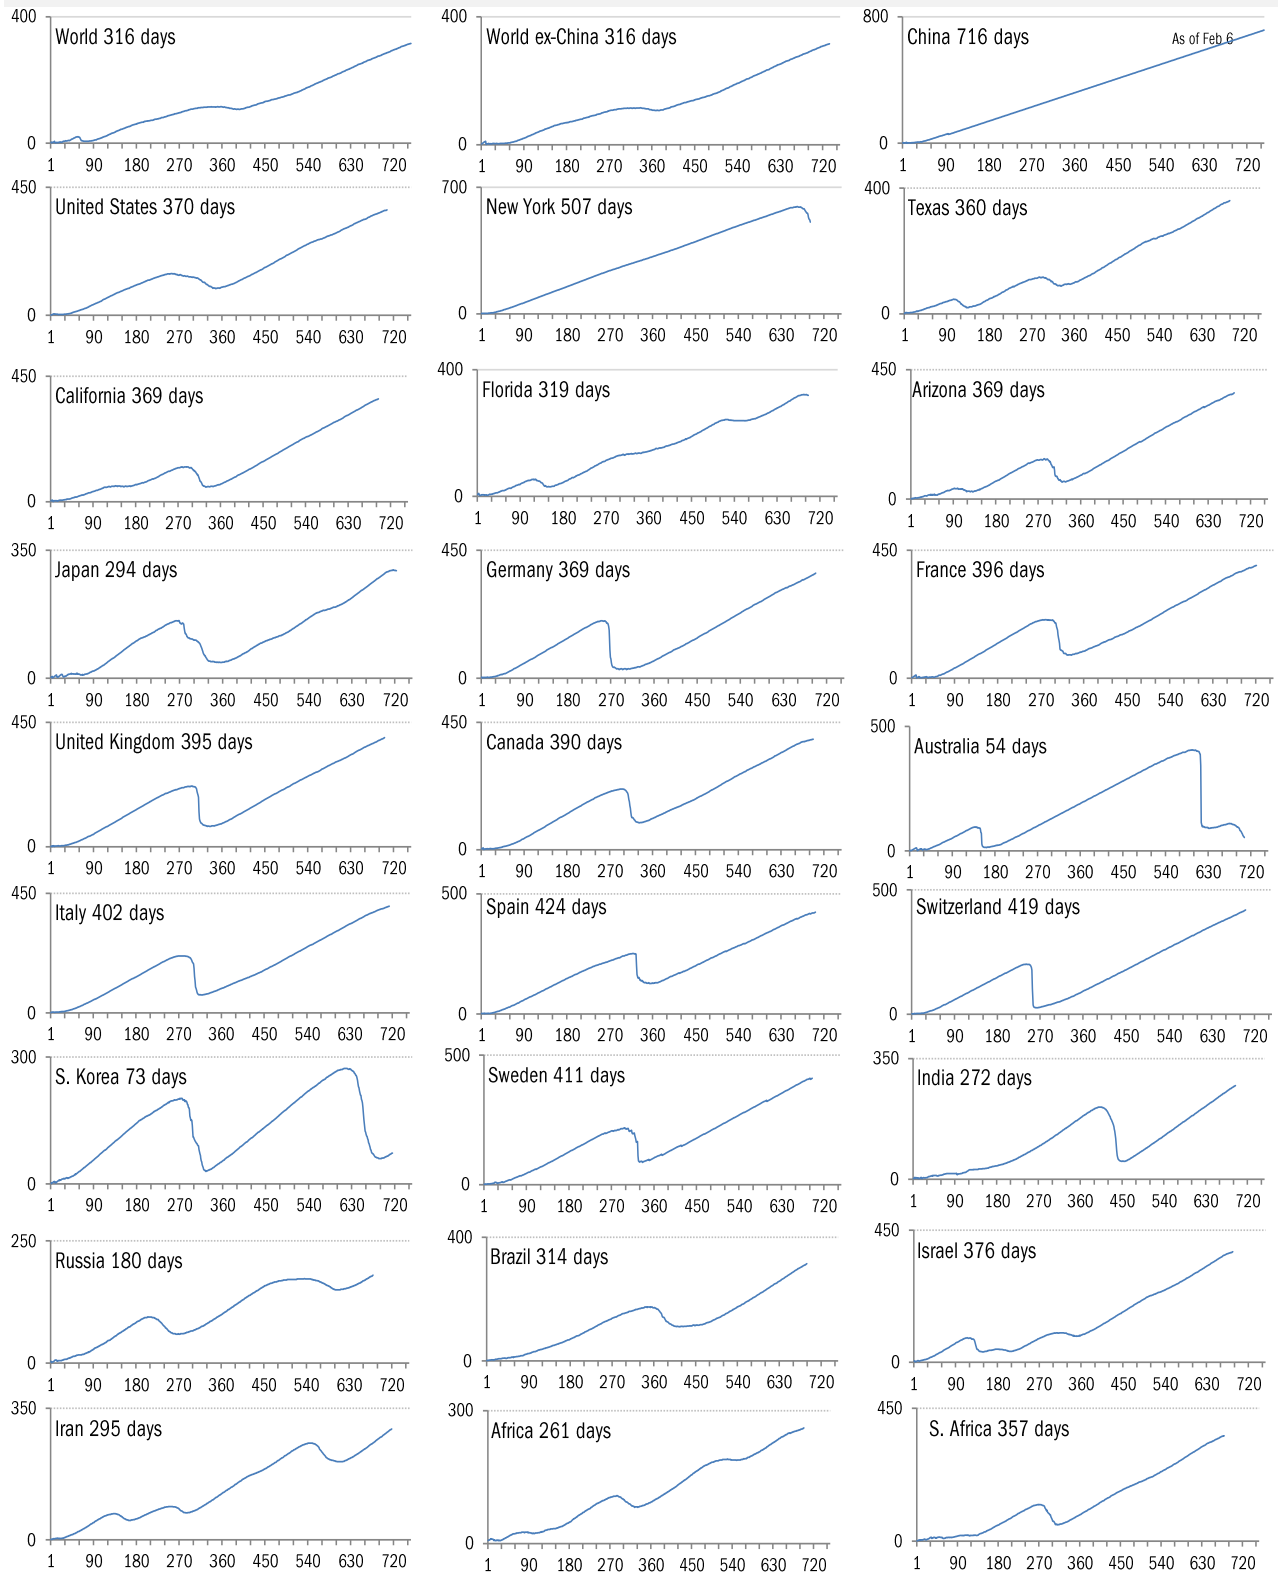 400
World 316 days
0
1 90 180 270 360 450 540 630 720
400
World ex-China 316 days
0
1 90 180 270 360 450 540 630 720
800
China 716 days
As of Feb 6
0
1 90 180 270 360 450 540 630 720
450
United States 370 days
0
1 90 180 270 360 450 540 630 720
700
New York 507 days
0
1 90 180 270 360 450 540 630 720
400
Texas 360 days
0
1 90 180 270 360 450 540 630 720
450
California 369 days
0
1 90 180 270 360 450 540 630 720
400
Florida 319 days
0
1 90 180 270 360 450 540 630 720
450
Arizona 369 days
0
1 90 180 270 360 450 540 630 720
350
Japan 294 days
0
1 90 180 270 360 450 540 630 720
450
Germany 369 days
0
1 90 180 270 360 450 540 630 720
450
France 396 days
0
1 90 180 270 360 450 540 630 720
450
United Kingdom 395 days
0
1 90 180 270 360 450 540 630 720
450
Canada 390 days
0
1 90 180 270 360 450 540 630 720
500
Australia 54 days
0
1 90 180 270 360 450 540 630 720
450
Italy 402 days
0
1 90 180 270 360 450 540 630 720
500
Spain 424 days
0
1 90 180 270 360 450 540 630 720
500
Switzerland 419 days
0
1 90 180 270 360 450 540 630 720
300
S. Korea 73 days
0
1 90 180 270 360 450 540 630 720
500
Sweden 411 days
0
1 90 180 270 360 450 540 630 720
350
India 272 days
0
1 90 180 270 360 450 540 630 720
250
Russia 180 days
0
1 90 180 270 360 450 540 630 720
400
Brazil 314 days
0
1 90 180 270 360 450 540 630 720
450
Israel 376 days
0
1 90 180 270 360 450 540 630 720
350
Iran 295 days
0
1 90 180 270 360 450 540 630 720
300
Africa 261 days
0
1 90 180 270 360 450 540 630 720
450
S. Africa 357 days
0
1 90 180 270 360 450 540 630 720